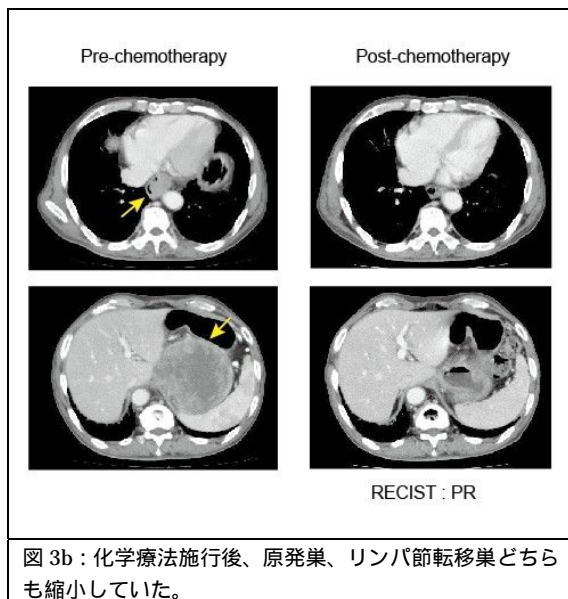 Pre-chemotherapy
Post-chemotherapy
RECIST : PR
図 3b：化学療法施行後、原発巣、リンパ節転移巣どちら
も縮小していた。